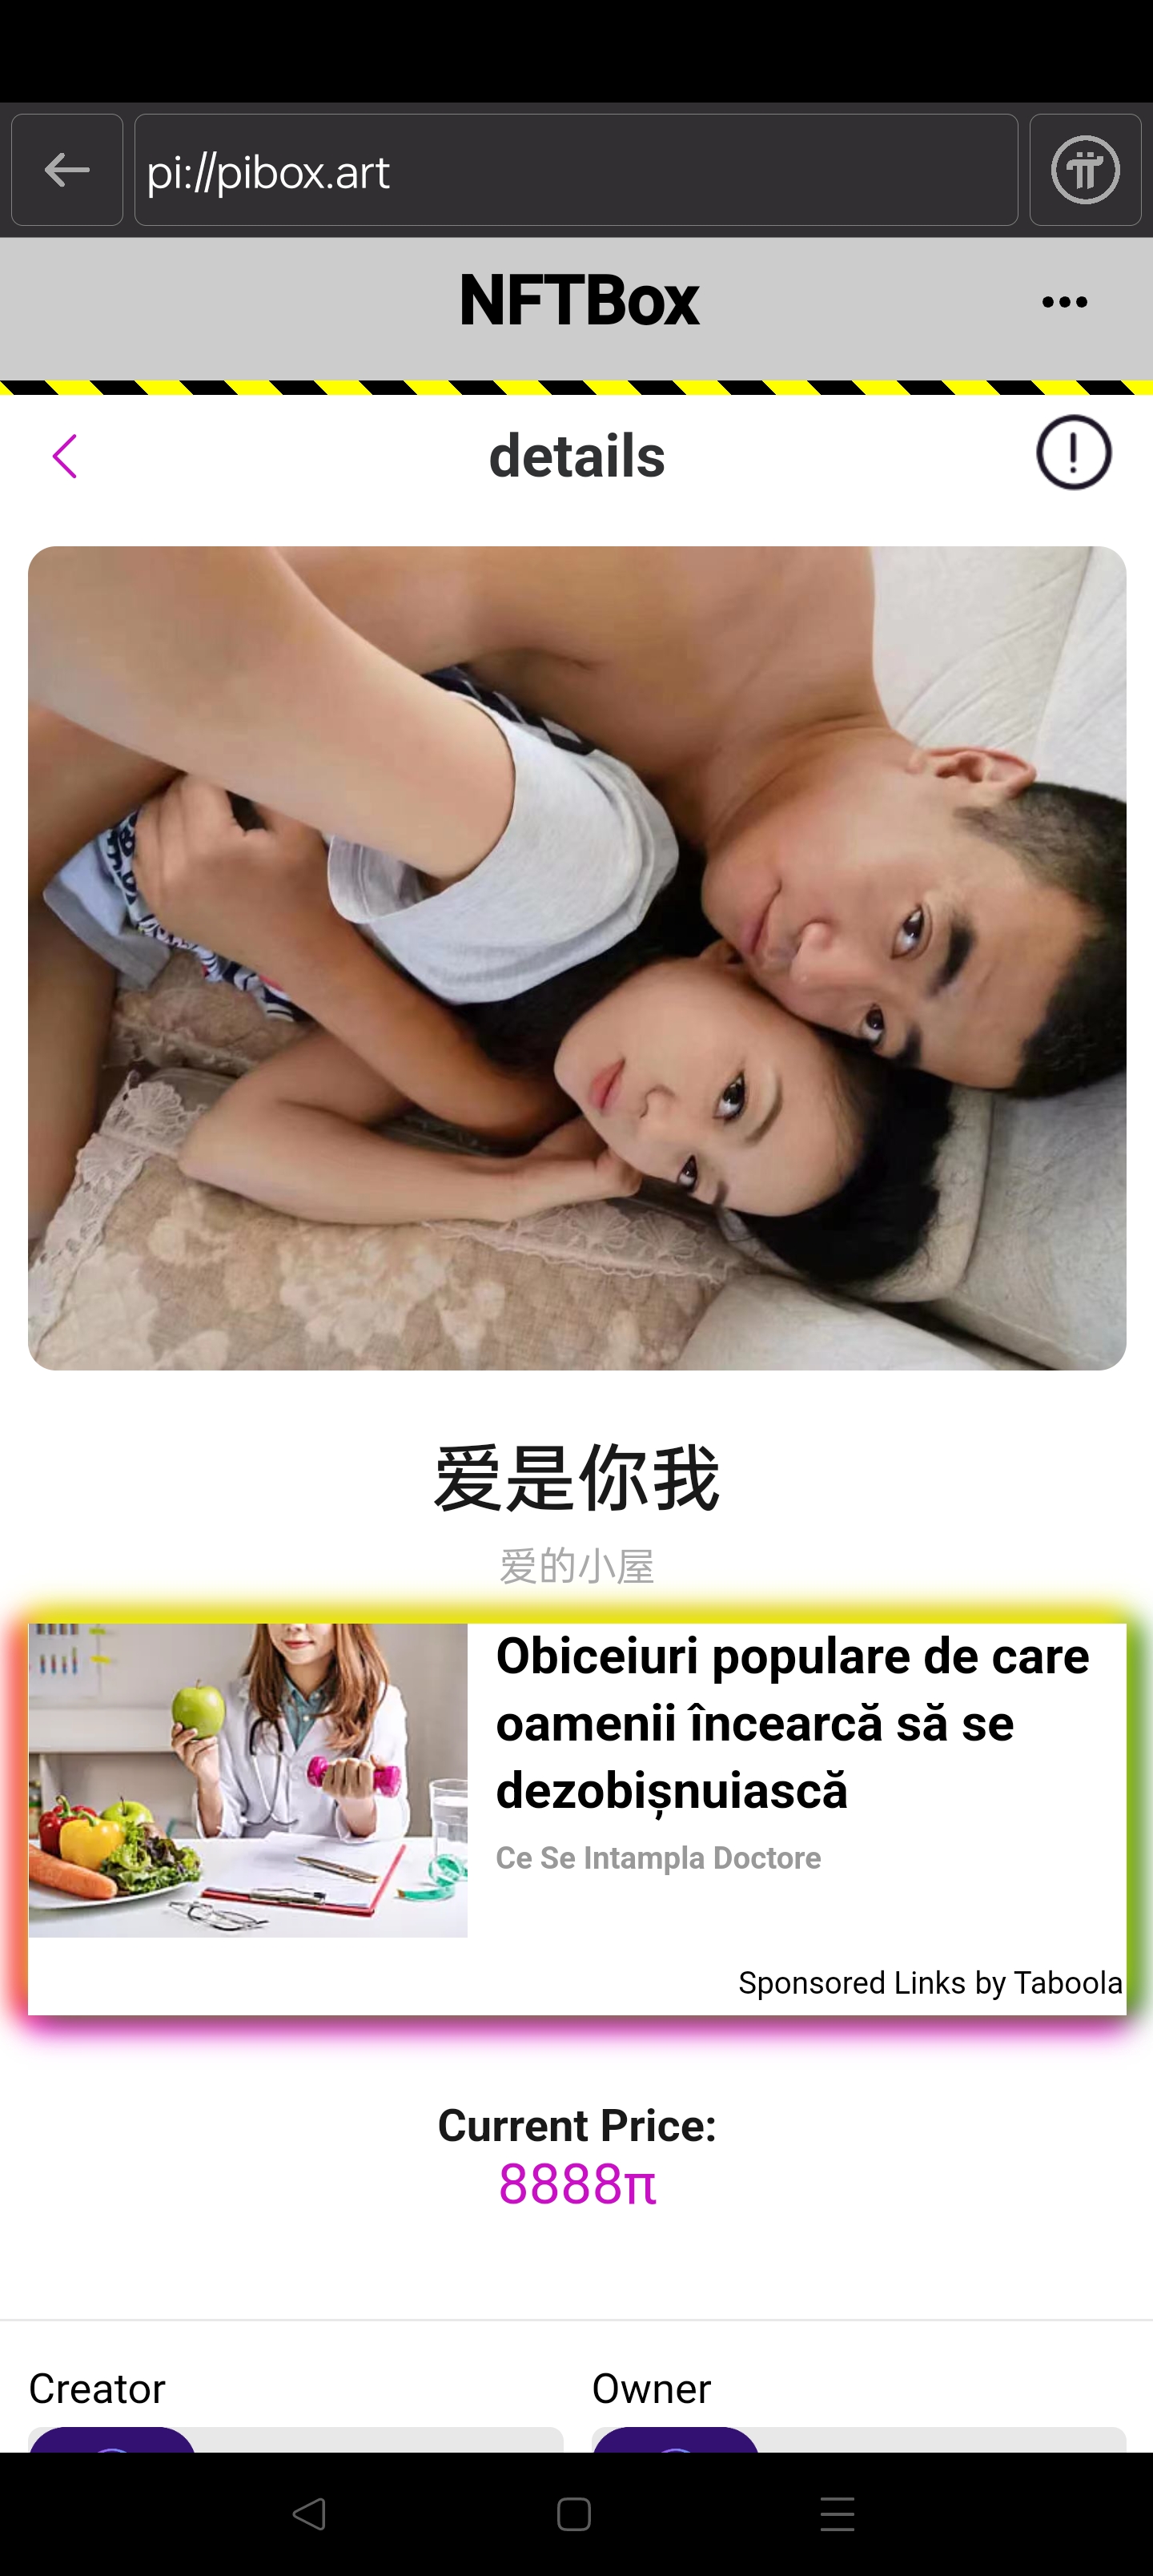 pi://pibox.art
NFTBox
details
爱是你我
爱的小屋
Obiceiuri populare de care
oamenii încearcă să se
dezobișnuiască
Ce Se Intampla Doctore
Sponsored Links by Taboola
Current Price:
8888π
Creator
Owner